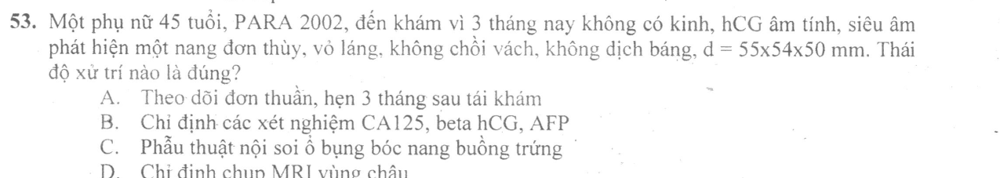 53. Một phụ nữ 45 tuổi, PARA 2002, đến khám vì 3 tháng nay không có kinh, hCG âm tính, siêu âm
phát hiện một nang đơn thùy, vỏ láng, không chồi vách, không dịch báng, d = 55x54x50 mm. Thái
độ xử trí nào là đúng?
A. Theo dõi đơn thuần, hẹn 3 tháng sau tái khám
B. Chỉ định các xét nghiệm CA125, beta hCG, AFP
C. Phẫu thuật nội soi ổ bụng bóc nang buồng trứng
D. Chỉ định chụp MRI vùng chậu